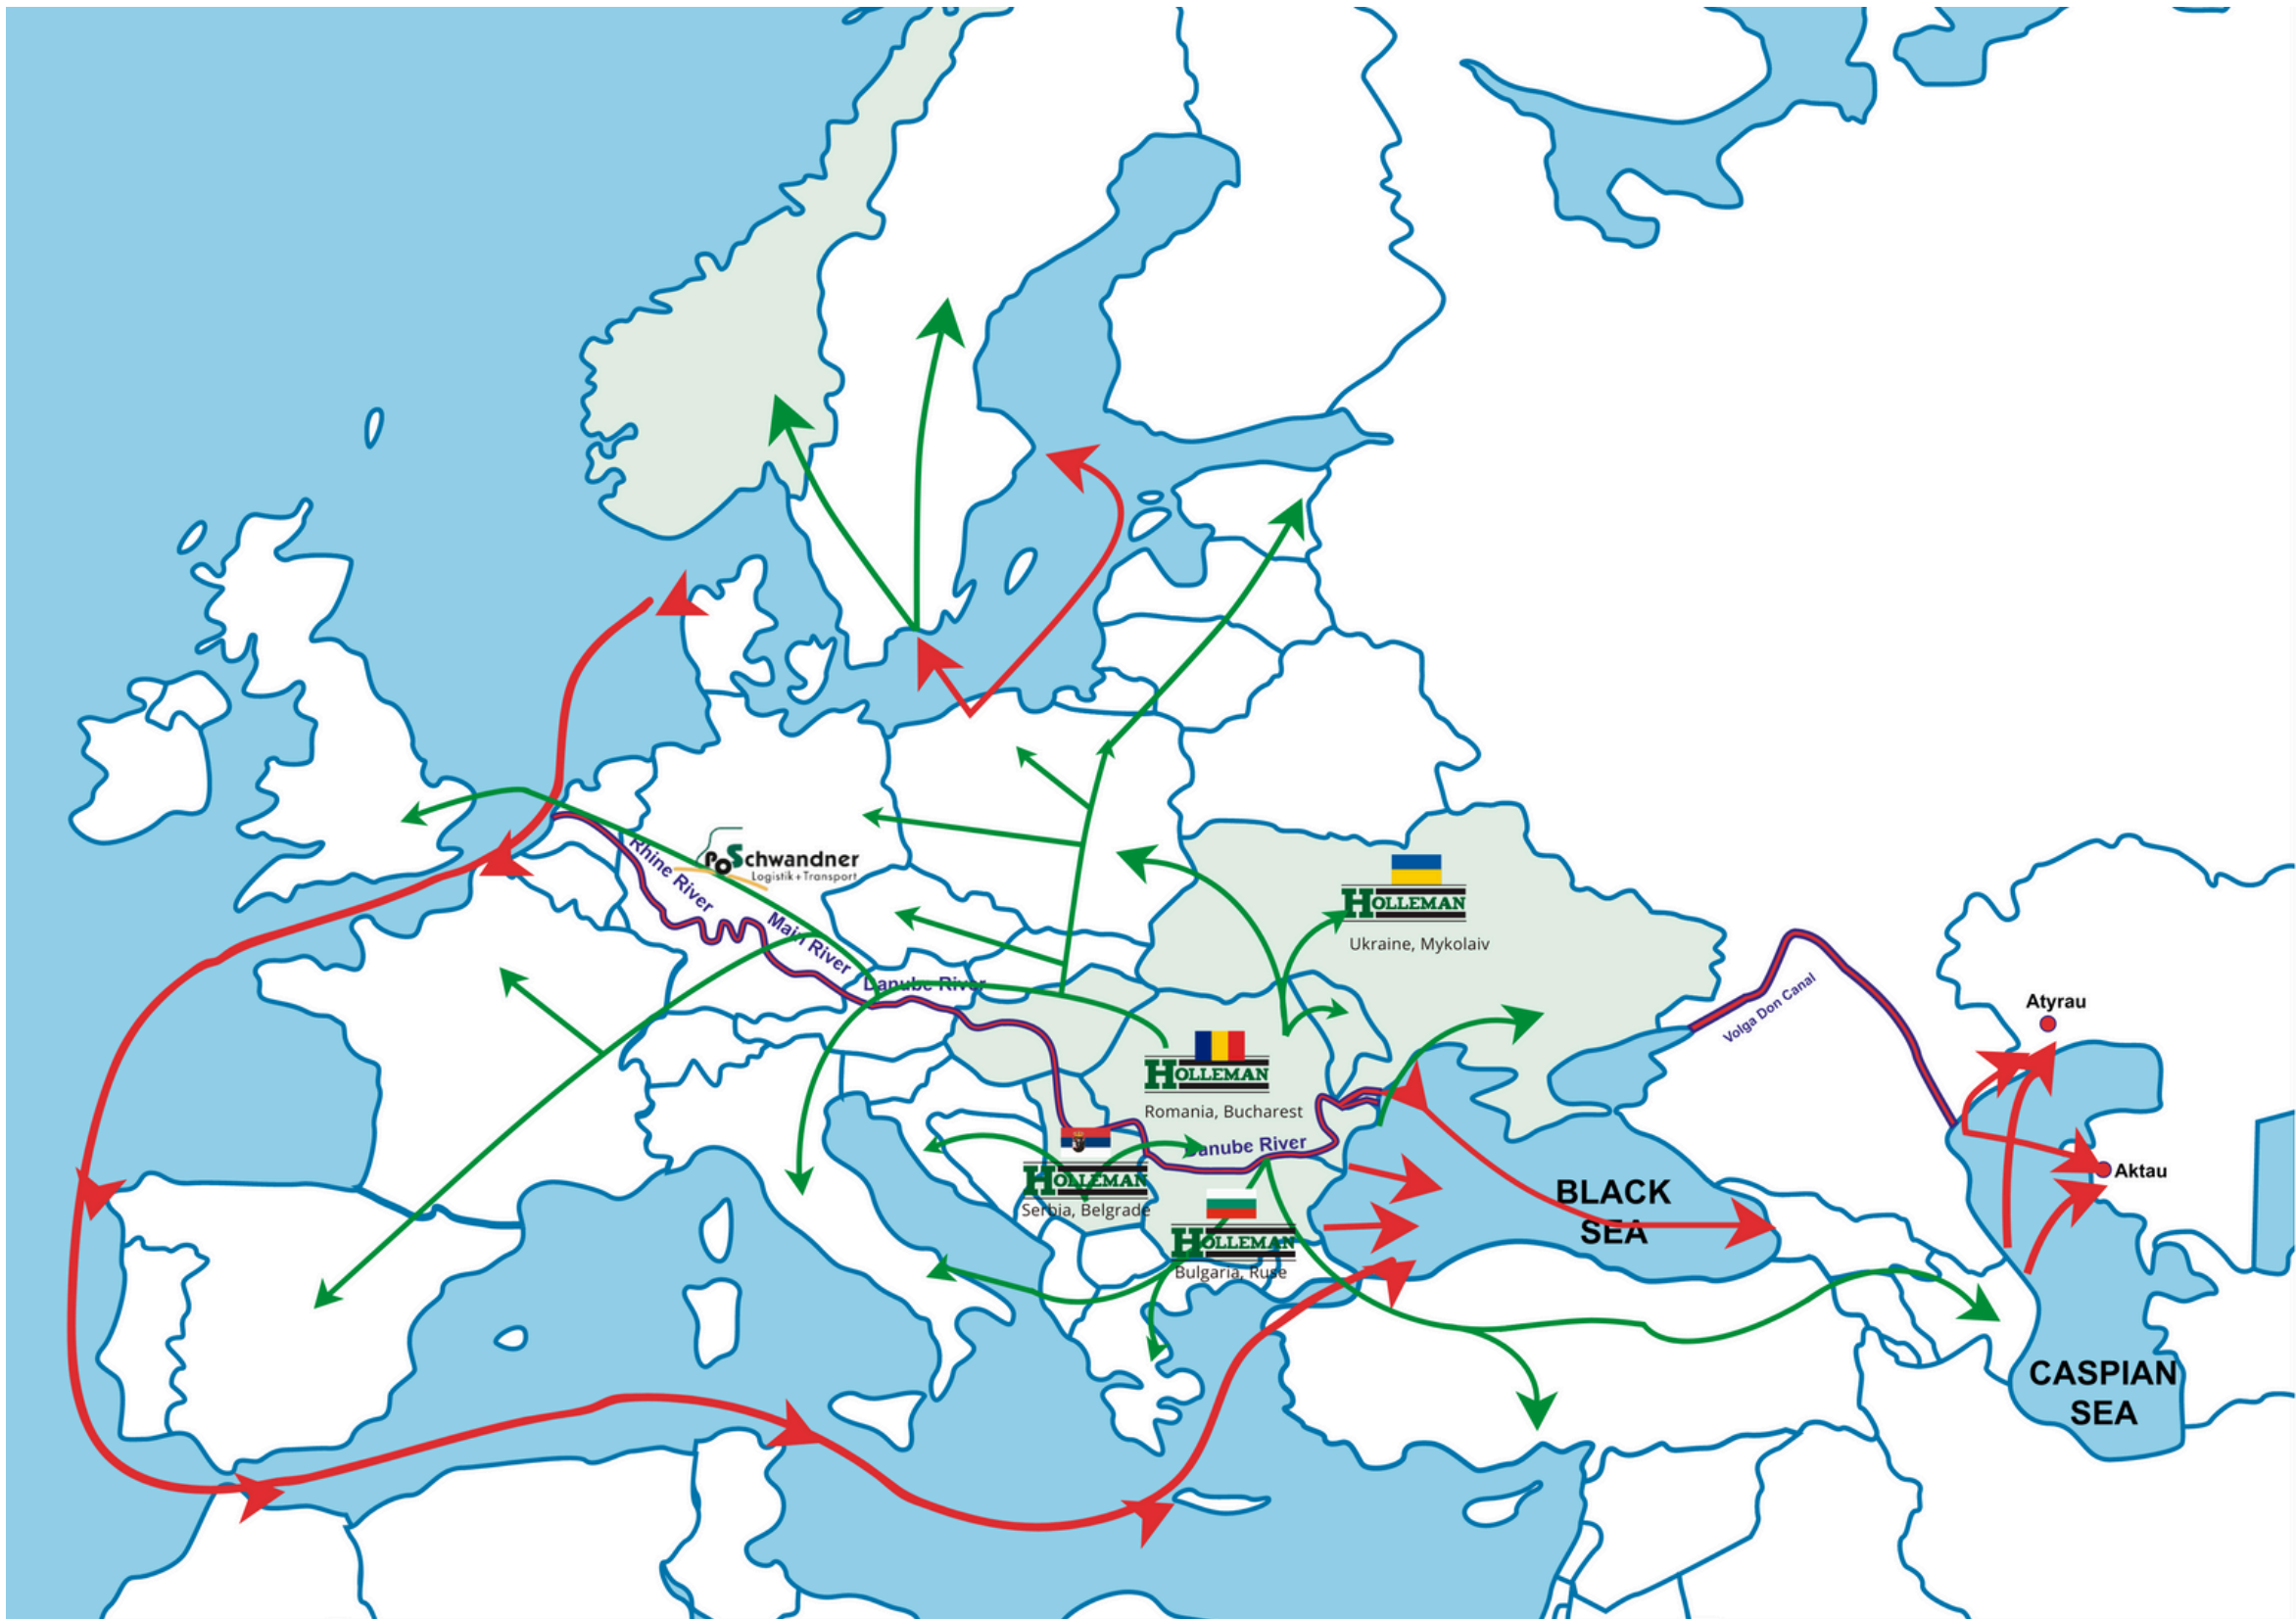 PoSchwandner
Logistik+Transport
Rhine River
Main River
Danube River
HOLLEMAN
Ukraine, Mykolaiv
Volga Don Canal
Atyrau
HOLLEMAN
Romania, Bucharest
Danube River
HOLLEMAN
Serbia, Belgrade
Aktau
BLACK
SEA
HOLLEMAN
Bulgaria, Ruse
CASPIAN
SEA